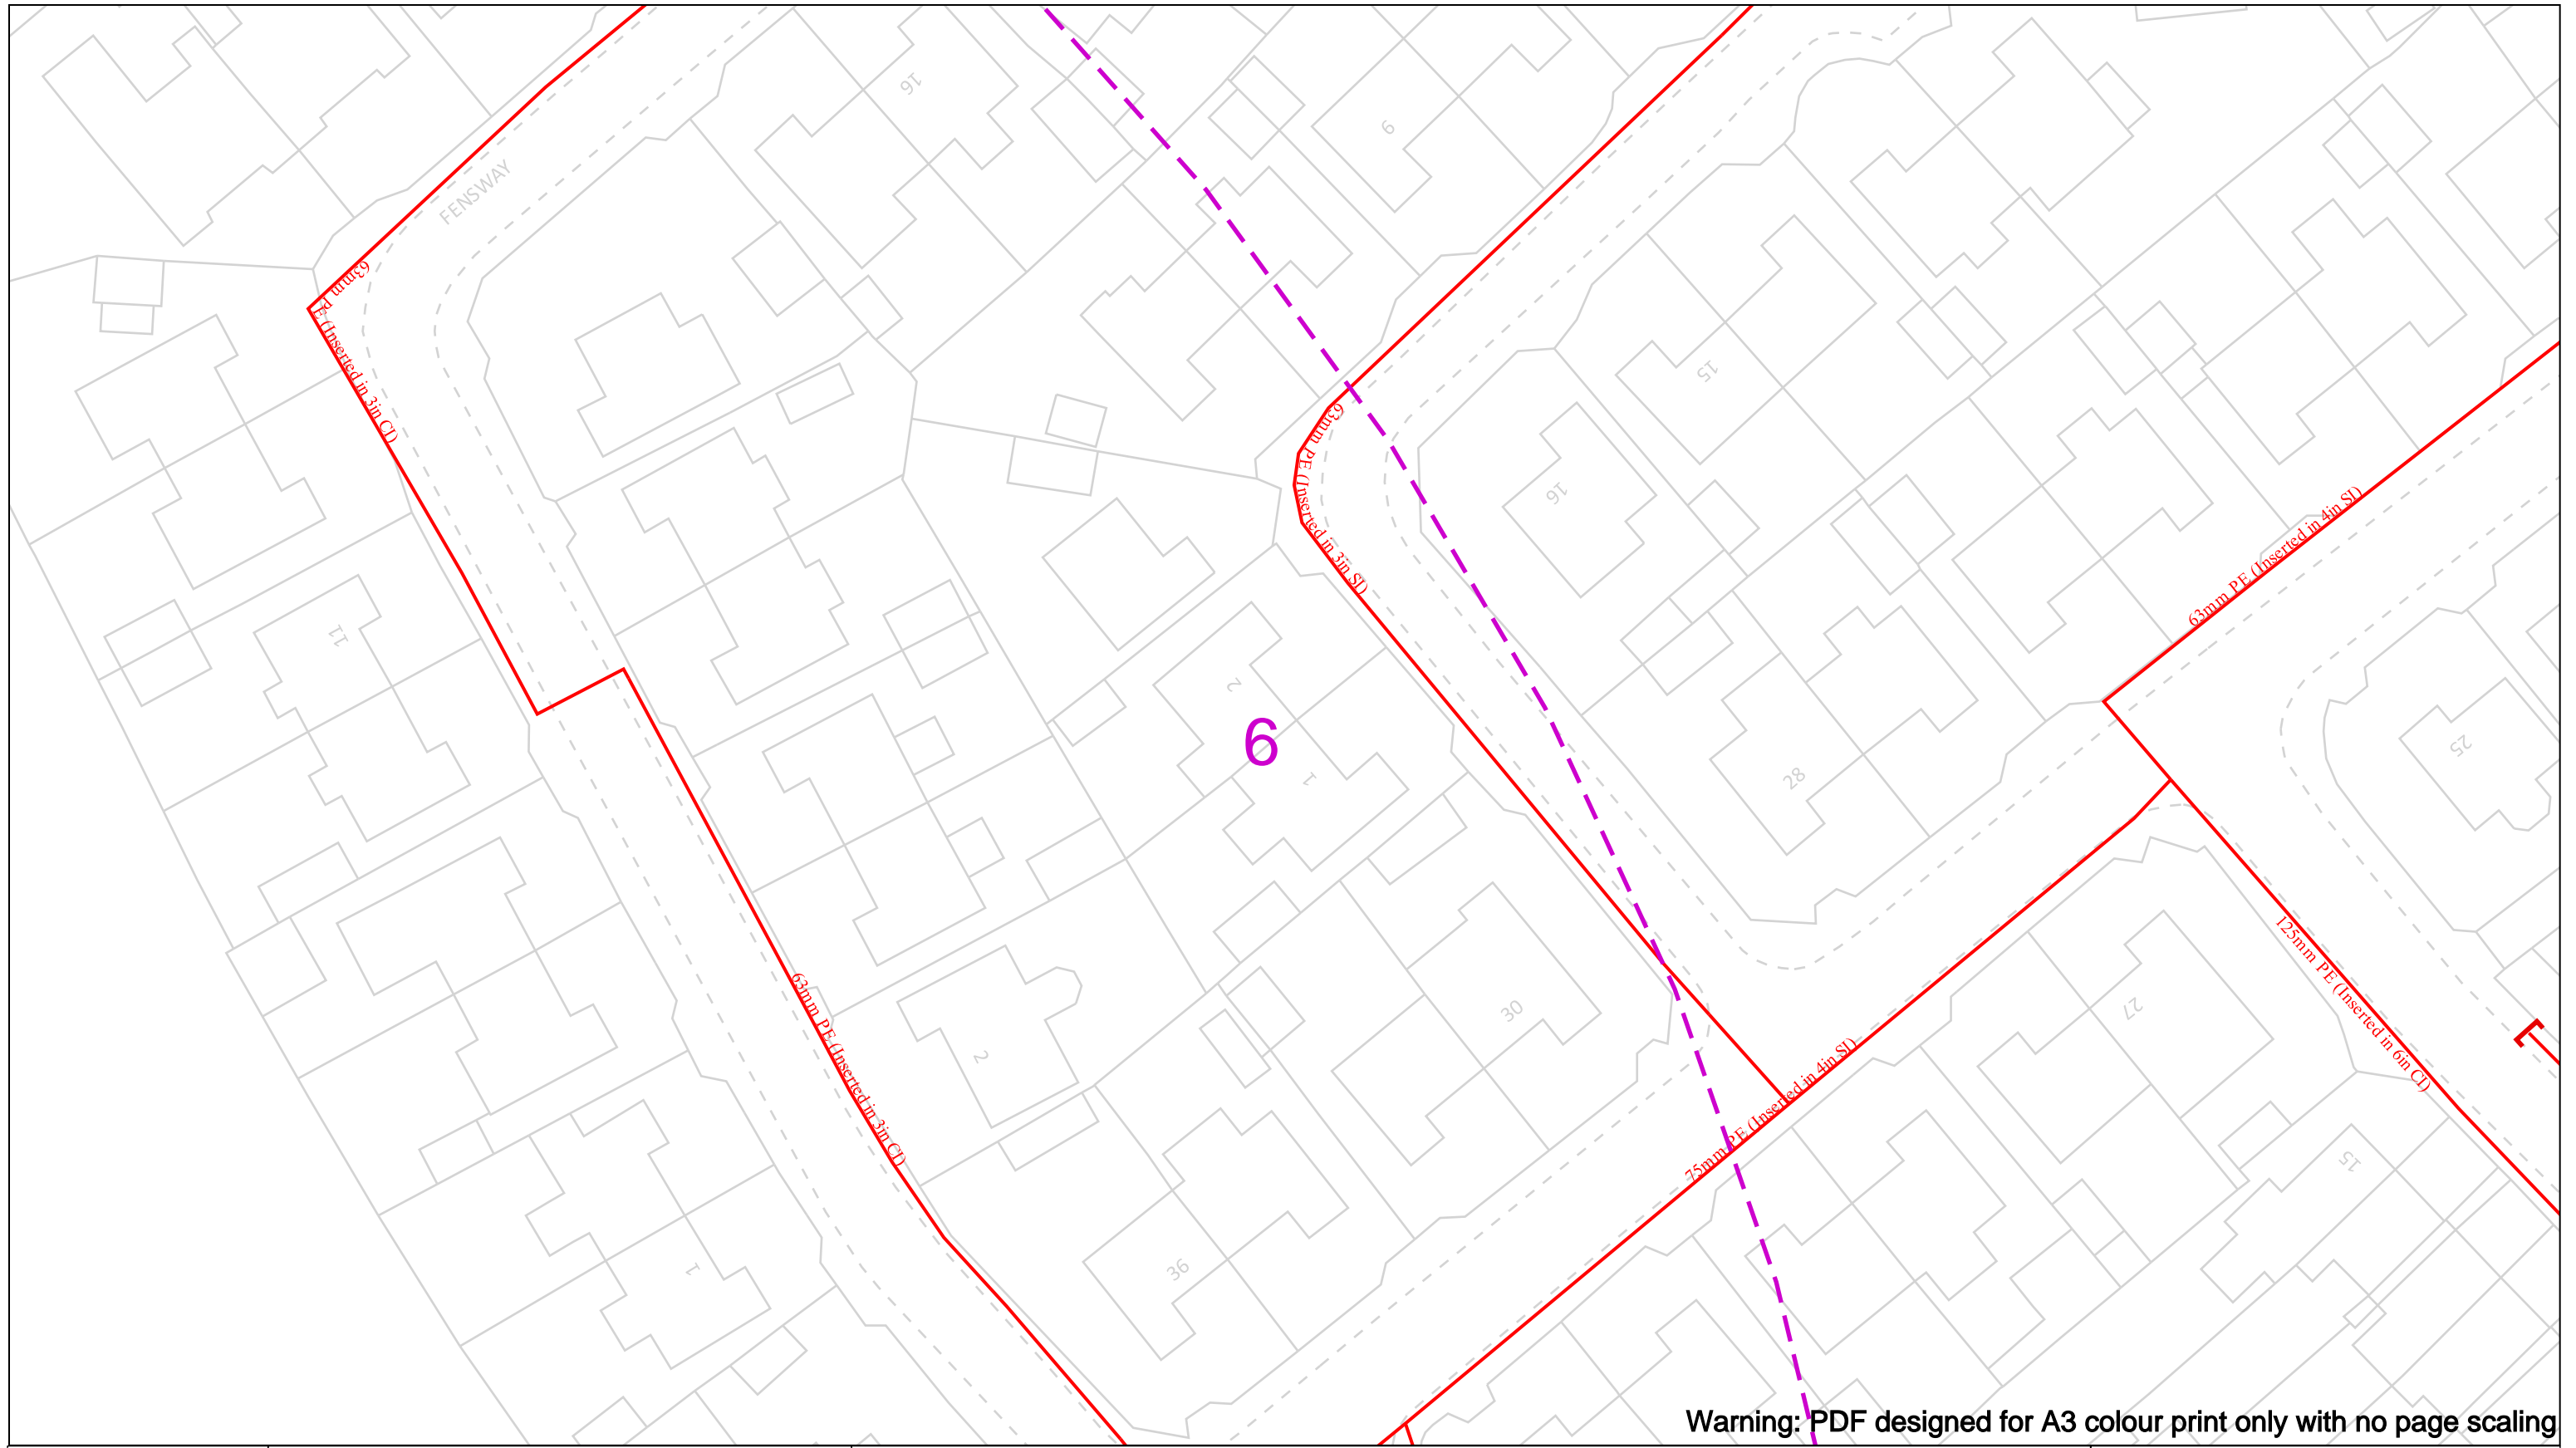 16
6
FENSWAY
63mm PE (Inserted in 3in CI)
15
63mm PE (Inserted in 3in SI)
16
63mm PE (Inserted in 4in SI)
11
2
6
1
28
25
63mm PE (Inserted in 3in CI)
2
30
75mm PE (Inserted in 4in SI)
27
125mm PE (Inserted in 6in CI)
36
1
15
Warning: PDF designed for A3 colour print only with no page scaling